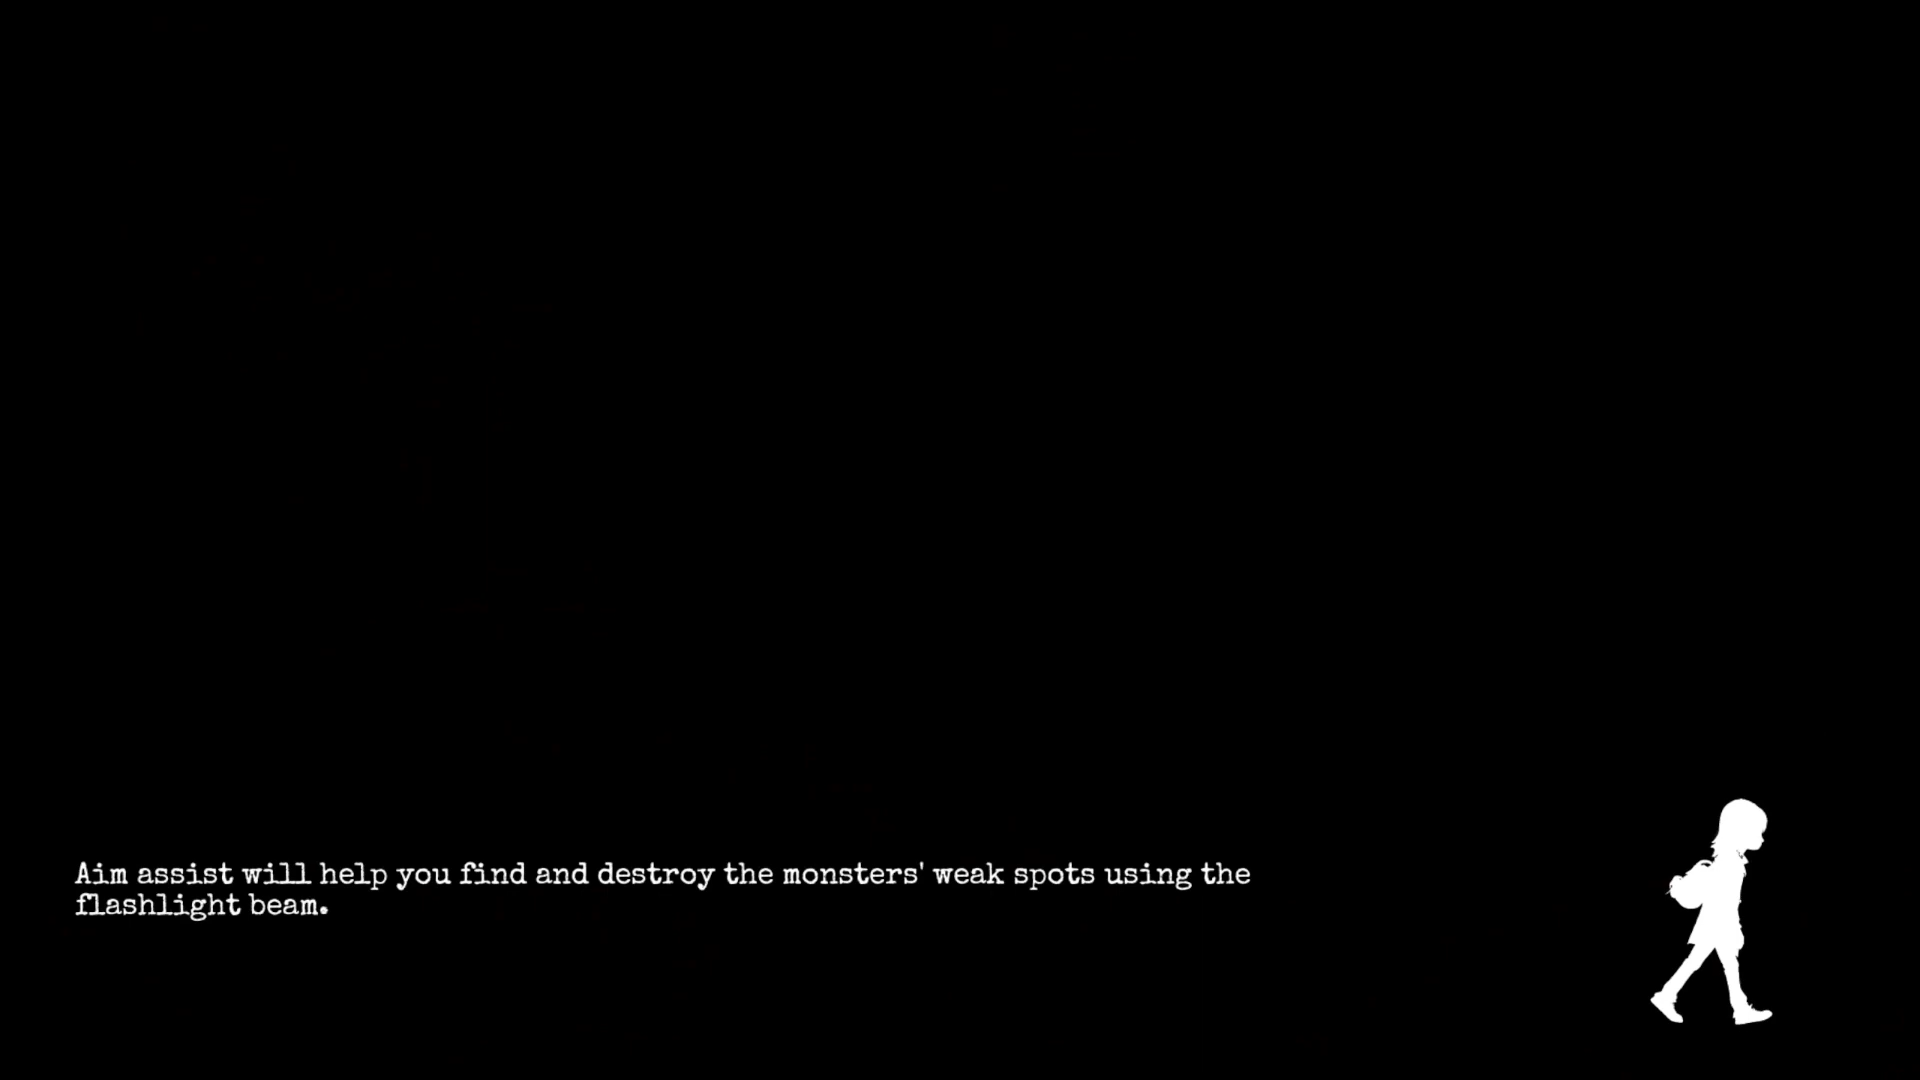 Aim assist will help you find and destroy the monsters' weak spots using the
flashlight beam.